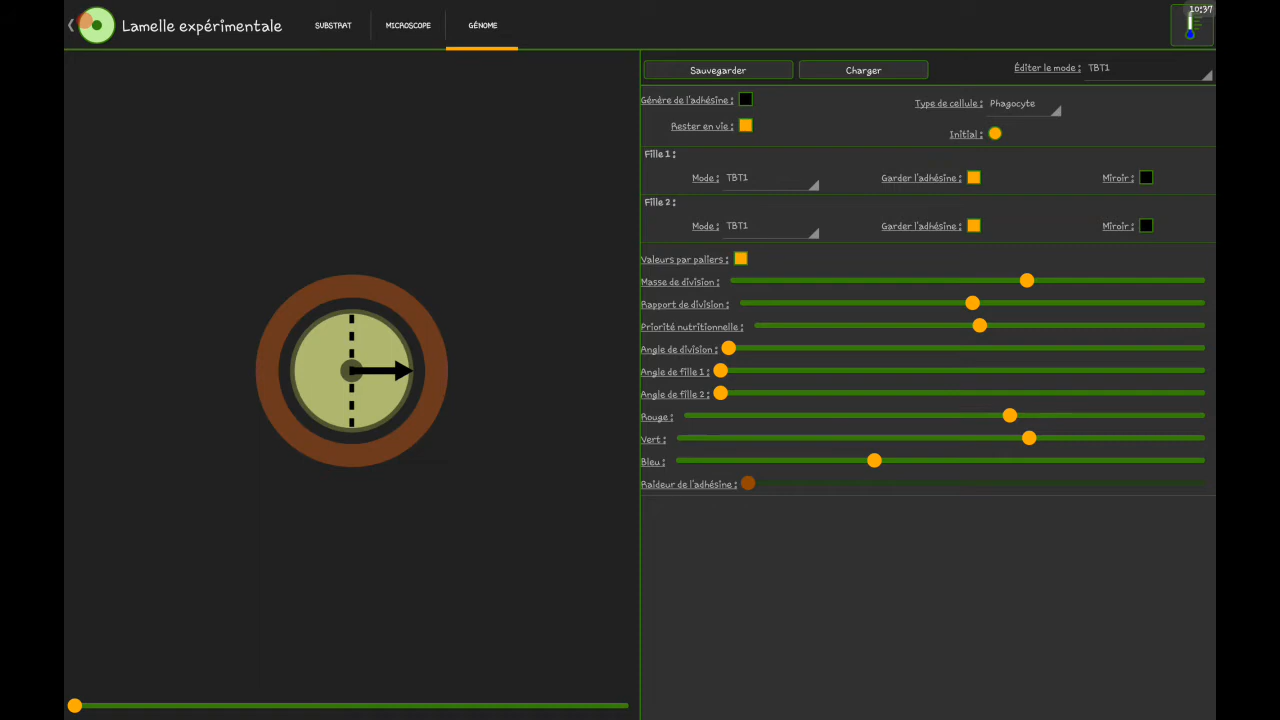 Lamelle expérimentale
SUBSTRAT
MICROSCOPE
GÉNOME
10:37
Sauvegarder
Charger
Éditer le mode :
TBT1
Génère de l'adhésine :
Type de cellule :
Phagocyte
Rester en vie :
Initial :
Fille 1 :
Mode :
TBT1
Garder l'adhésine :
Miroir :
Fille 2 :
Mode :
TBT1
Garder l'adhésine :
Miroir :
Valeurs par paliers :
Masse de division :
Rapport de division :
Priorité nutritionnelle :
Angle de division :
Angle de fille 1 :
Angle de fille 2 :
Rouge :
Vert :
Bleu :
Raideur de l'adhésine :